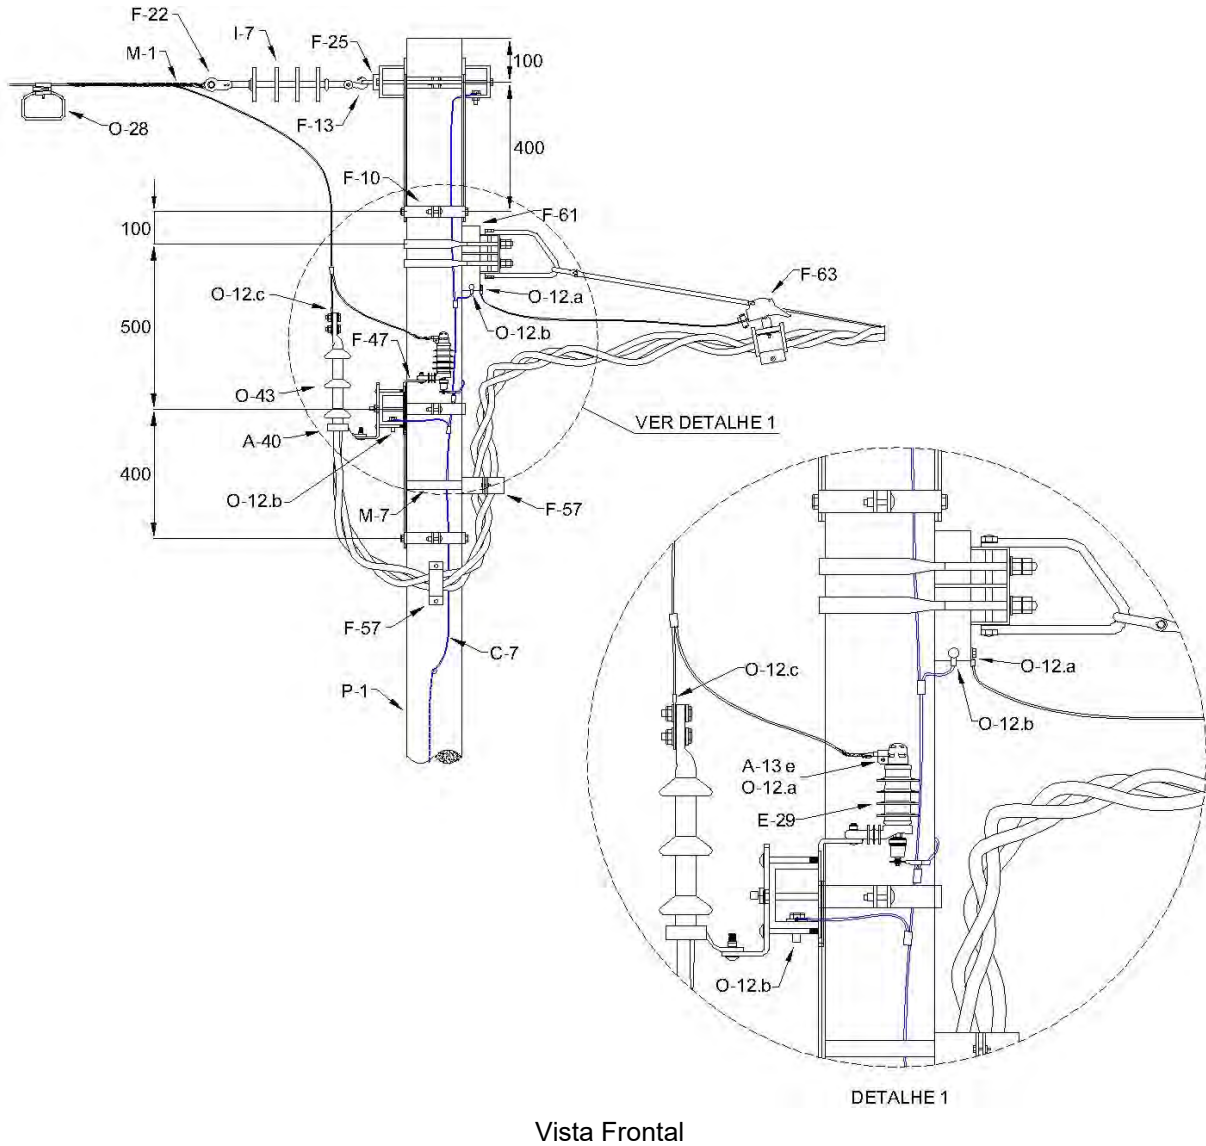 F-22
I-7
M-1
F-25
100
O-28
F-13
400
F-10
F-61
100
F-63
O-12.c
O-12.a
O-12.b
500
F-47
O-43
VER DETALHE 1
A-40
400
O-12.b
M-7
F-57
F-57
C-7
P-1
O-12.c
O-12.a
O-12.b
A-13 e
O-12.a
E-29
O-12.b
DETALHE 1
Vista Frontal